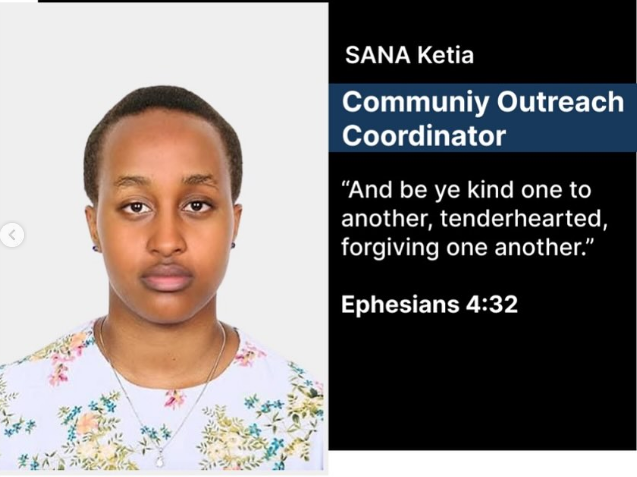 SANA Ketia
Communiy Outreach
Coordinator
“And be ye kind one to
another, tenderhearted,
forgiving one another.”
Ephesians 4:32